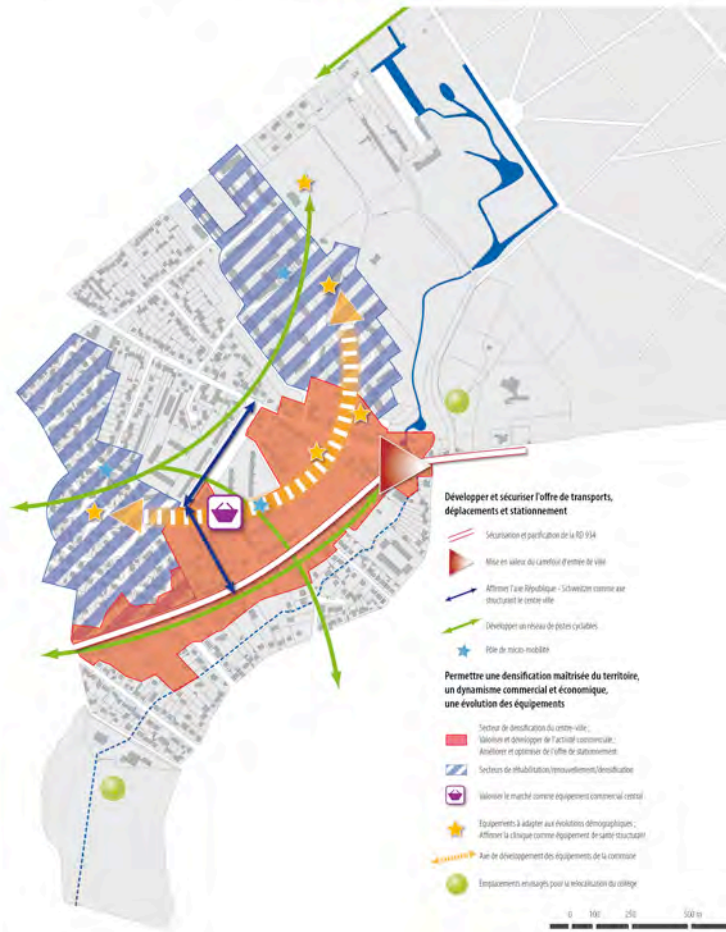 Développer et sécuriser l'offre de transports,
déplacements et stationnement
Sécurisation et pacification de la RD 934
Mise en valeur du carrefour d'entrée de ville
Affirmer l'axe République - Schweitzer comme axe
structurant le centre ville
Développer un réseau de pistes cyclables
Pôle de micro-mobilité
Permettre une densification maîtrisée du territoire,
un dynamisme commercial et économique,
une évolution des équipements
Secteur de densification du centre-ville ;
Valoriser et développer de l'activité commerciale ;
Améliorer et optimiser de l'offre de stationnement
Secteurs de réhabilitation/renouvellement/densification
Valoriser le marché comme équipement commercial central
Equipements à adapter aux évolutions démographiques ;
Affirmer la clinique comme équipement de santé structurant
Axe de développement des équipements de la commune
Emplacements envisagés pour la relocalisation du collège
0 100 250 500 m